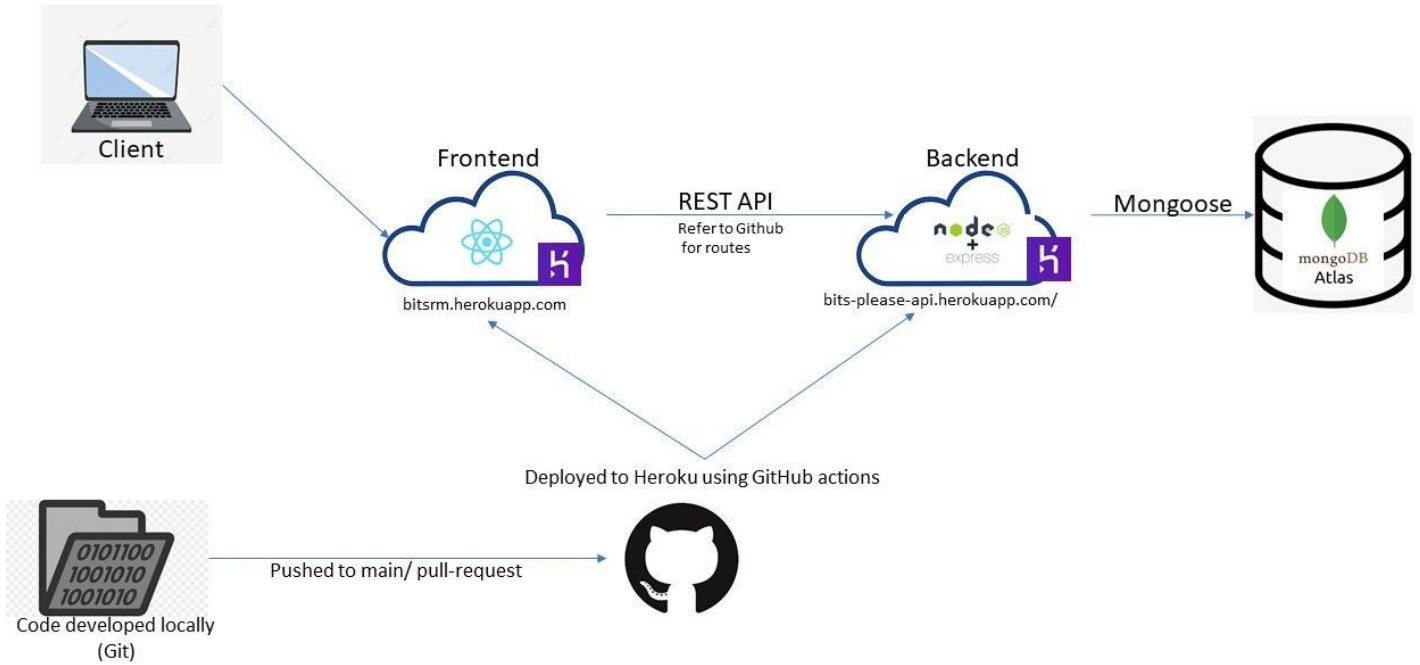 Client
Frontend
Backend
REST API
Refer to Github
for routes
Mongoose
node
JS
+
express
mongoDB
Atlas
bitsrm.herokuapp.com
bits-please-api.herokuapp.com/
Deployed to Heroku using GitHub actions
0101100
1001010
1001010
Pushed to main/ pull-request
Code developed locally
(Git)